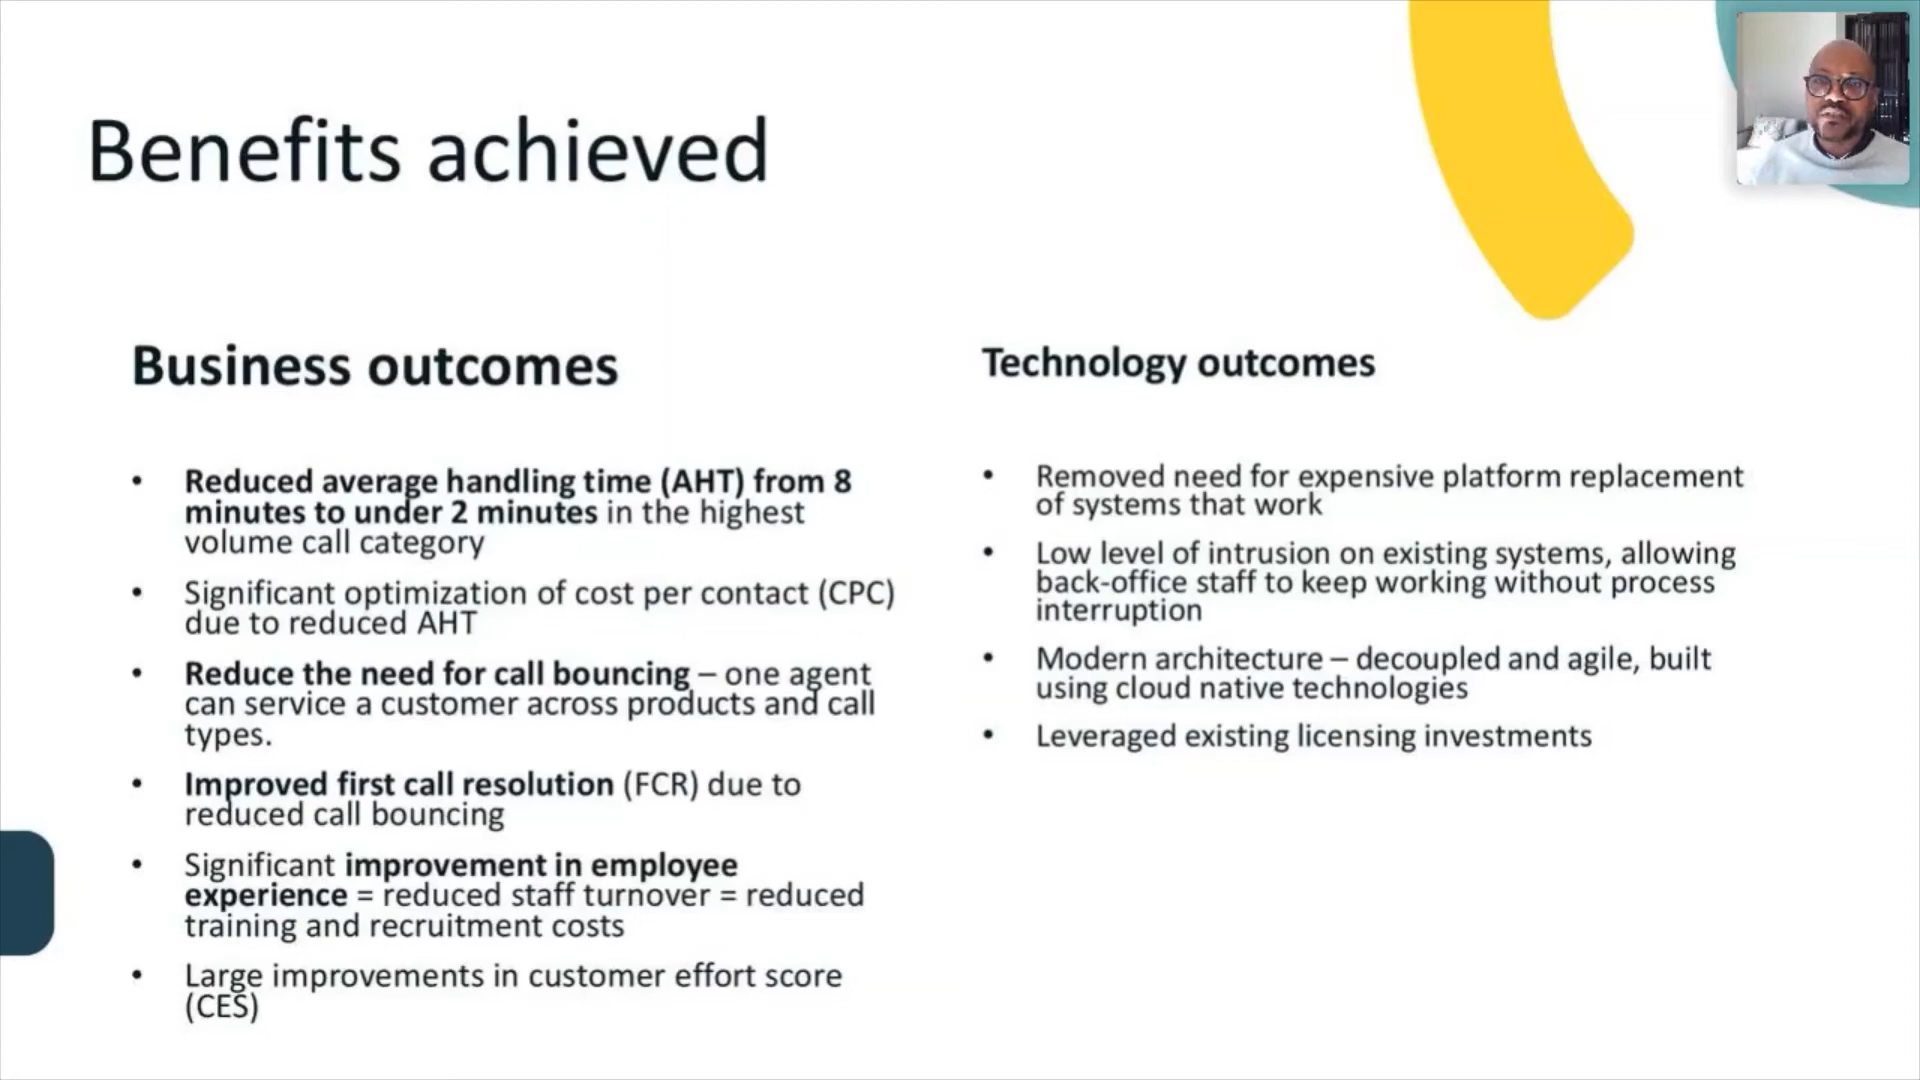 Benefits achieved
Business outcomes
• Reduced average handling time (AHT) from 8
minutes to under 2 minutes in the highest
volume call category
• Significant optimization of cost per contact (CPC)
due to reduced AHT
• Reduce the need for call bouncing – one agent
can service a customer across products and call
types.
• Improved first call resolution (FCR) due to
reduced call bouncing
• Significant improvement in employee
experience = reduced staff turnover = reduced
training and recruitment costs
• Large improvements in customer effort score
(CES)
Technology outcomes
• Removed need for expensive platform replacement
of systems that work
• Low level of intrusion on existing systems, allowing
back-office staff to keep working without process
interruption
• Modern architecture – decoupled and agile, built
using cloud native technologies
• Leveraged existing licensing investments